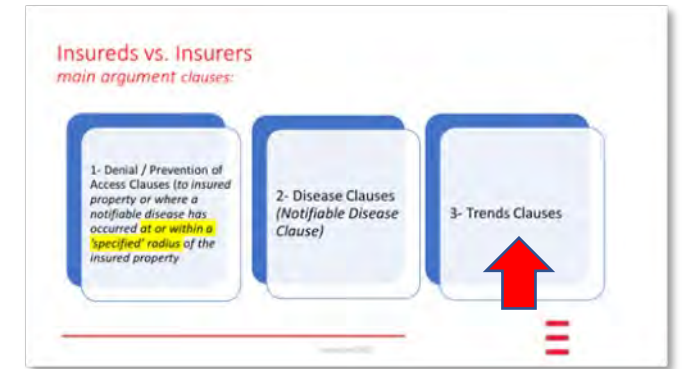 Insureds vs. Insurers
main argument clauses:
1- Denial / Prevention of
Access Clauses (to insured
property or where a
notifiable disease has
occurred at or within a
'specified' radius of the
insured property
2- Disease Clauses
(Notifiable Disease
Clause)
3- Trends Clauses